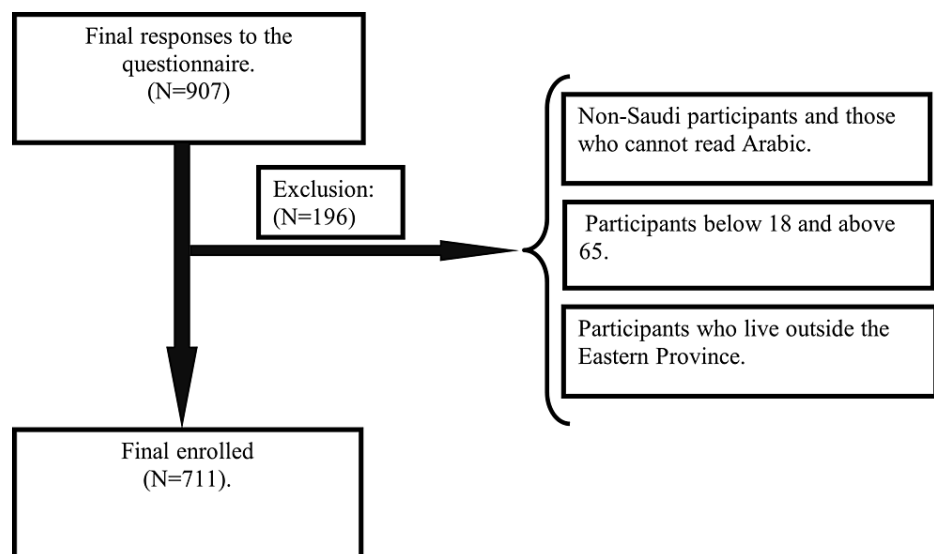 Final responses to the
questionnaire.
(N=907)
Exclusion:
(N=196)
Non-Saudi participants and those
who cannot read Arabic.
Participants below 18 and above
65.
Participants who live outside the
Eastern Province.
Final enrolled
(N=711).